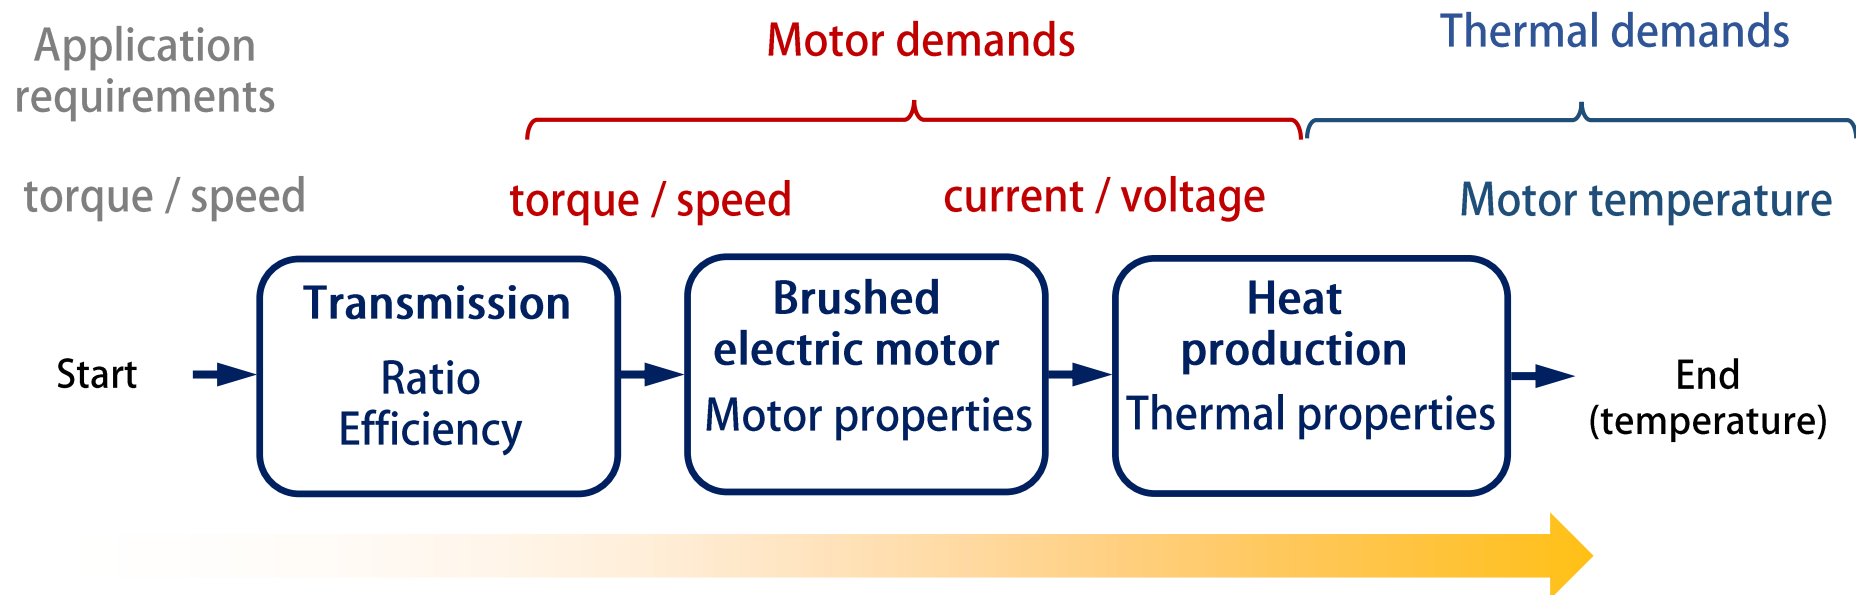 Application
requirements
Motor demands
Thermal demands
torque / speed
torque / speed
current / voltage
Motor temperature
Start
Transmission
Ratio
Efficiency
Brushed
electric motor
Motor properties
Heat
production
Thermal properties
End
(temperature)